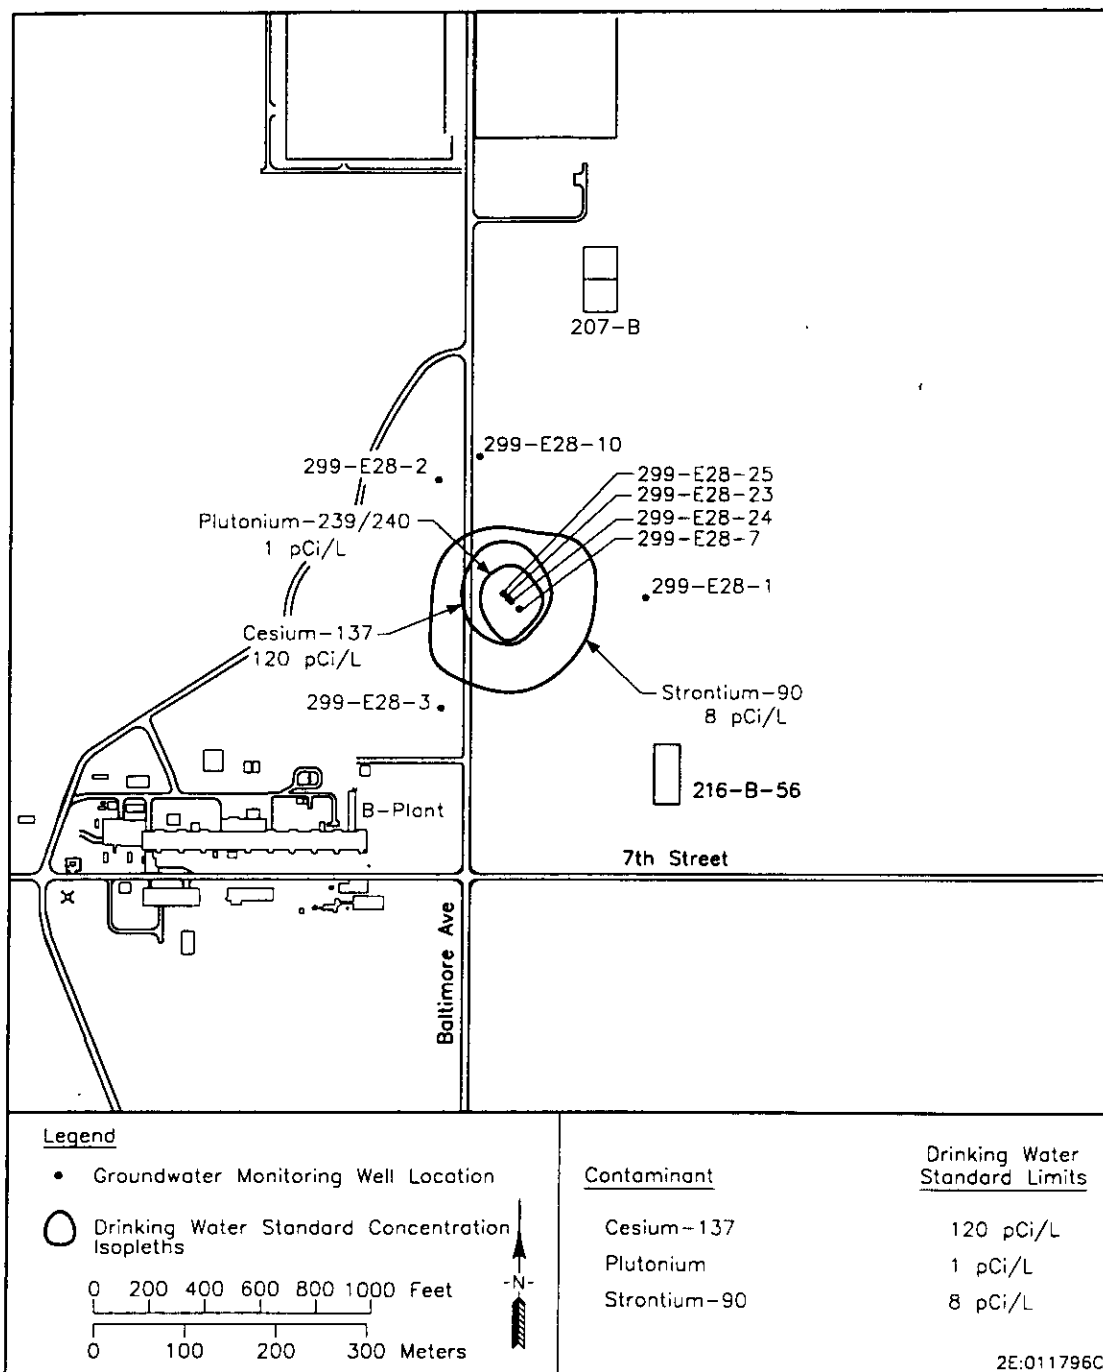 207-B
299-E28-10
299-E28-2
299-E28-25
299-E28-23
299-E28-24
299-E28-7
Plutonium-239/240
1 pCi/L
299-E28-1
Cesium-137
120 pCi/L
Strontium-90
8 pCi/L
299-E28-3
216-B-56
B-Plant
7th Street
Baltimore Ave
Legend
Groundwater Monitoring Well Location
Drinking Water Standard Concentration
Isopleths
0 200 400 600 800 1000 Feet
0 100 200 300 Meters
-N-
Contaminant
Drinking Water
Standard Limits
Cesium-137 120 pCi/L
Plutonium 1 pCi/L
Strontium-90 8 pCi/L
2E:011796C